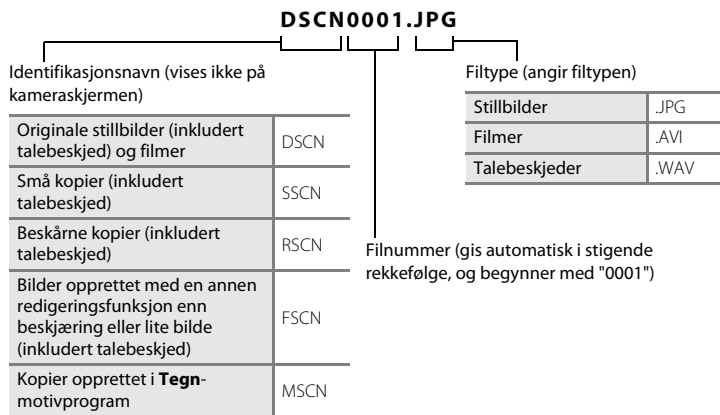 DSCN0001.JPG
Identifikasjonsnavn (vises ikke på
kameraskjermen)
Originale stillbilder (inkludert
talebeskjed) og filmer
DSCN
Små kopier (inkludert
talebeskjed)
SSCN
Beskårne kopier (inkludert
talebeskjed)
RSCN
Bilder opprettet med en annen
redigeringsfunksjon enn
beskjæring eller lite bilde
(inkludert talebeskjed)
FSCN
Kopier opprettet i Tegn-
motivprogram
MSCN
Filtype (angir filtypen)
Stillbilder .JPG
Filmer .AVI
Talebeskjeder .WAV
Filnummer (gis automatisk i stigende
rekkefølge, og begynner med "0001")